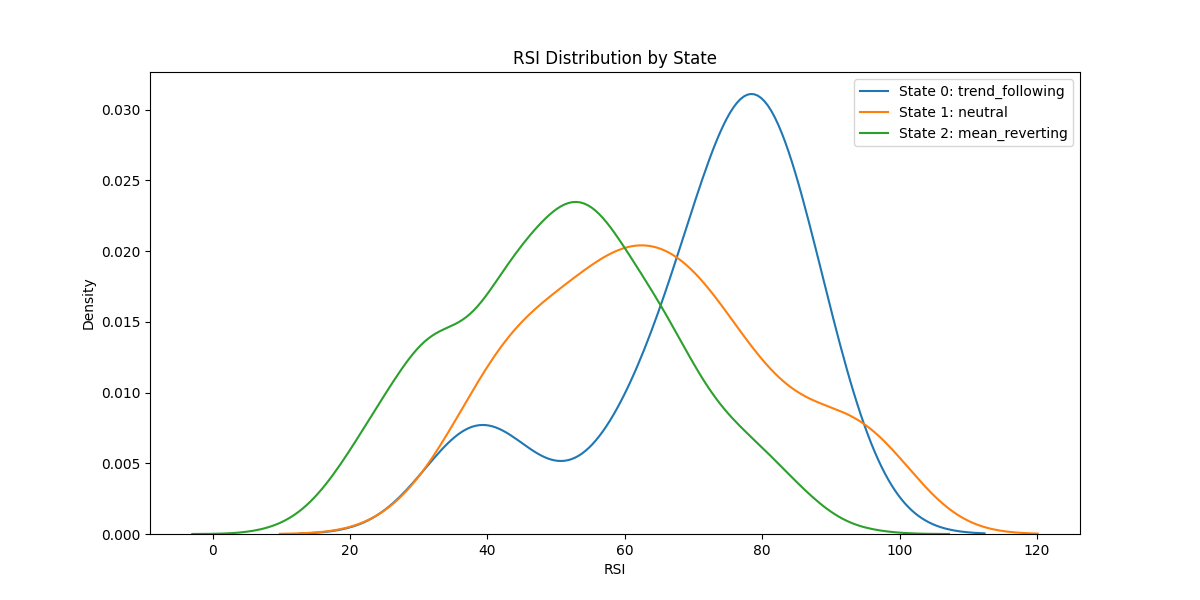 RSI Distribution by State
State 0: trend_following
State 1: neutral
State 2: mean_reverting
Density
0.030
0.025
0.020
0.015
0.010
0.005
0.000
0 20 40 60 80 100 120
RSI